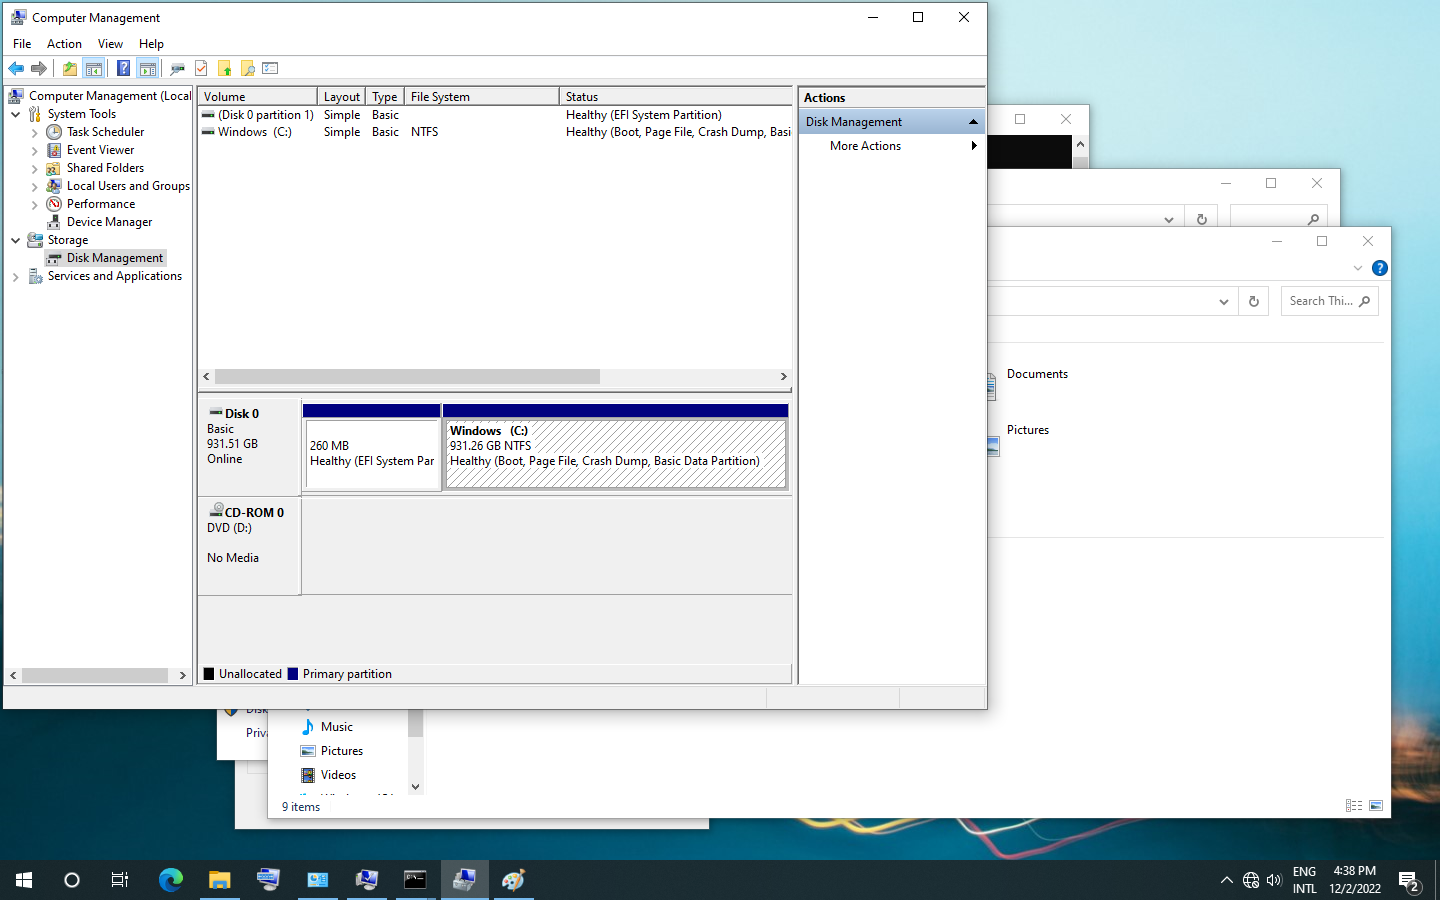 Computer Management
File Action View Help
Computer Management (Local
System Tools
Task Scheduler
Event Viewer
Shared Folders
Local Users and Groups
Performance
Device Manager
Storage
Disk Management
Services and Applications
Volume Layout Type File System Status
(Disk 0 partition 1) Simple Basic Healthy (EFI System Partition)
Windows (C:) Simple Basic NTFS Healthy (Boot, Page File, Crash Dump, Basi
Disk 0
Basic
931.51 GB
Online
260 MB
Healthy (EFI System Par
Windows (C:)
931.26 GB NTFS
Healthy (Boot, Page File, Crash Dump, Basic Data Partition)
CD-ROM 0
DVD (D:)
No Media
Unallocated Primary partition
Actions
Disk Management
More Actions
Search Thi...
Documents
Pictures
Music
Pictures
Videos
9 items
ENG
INTL
4:38 PM
12/2/2022
2